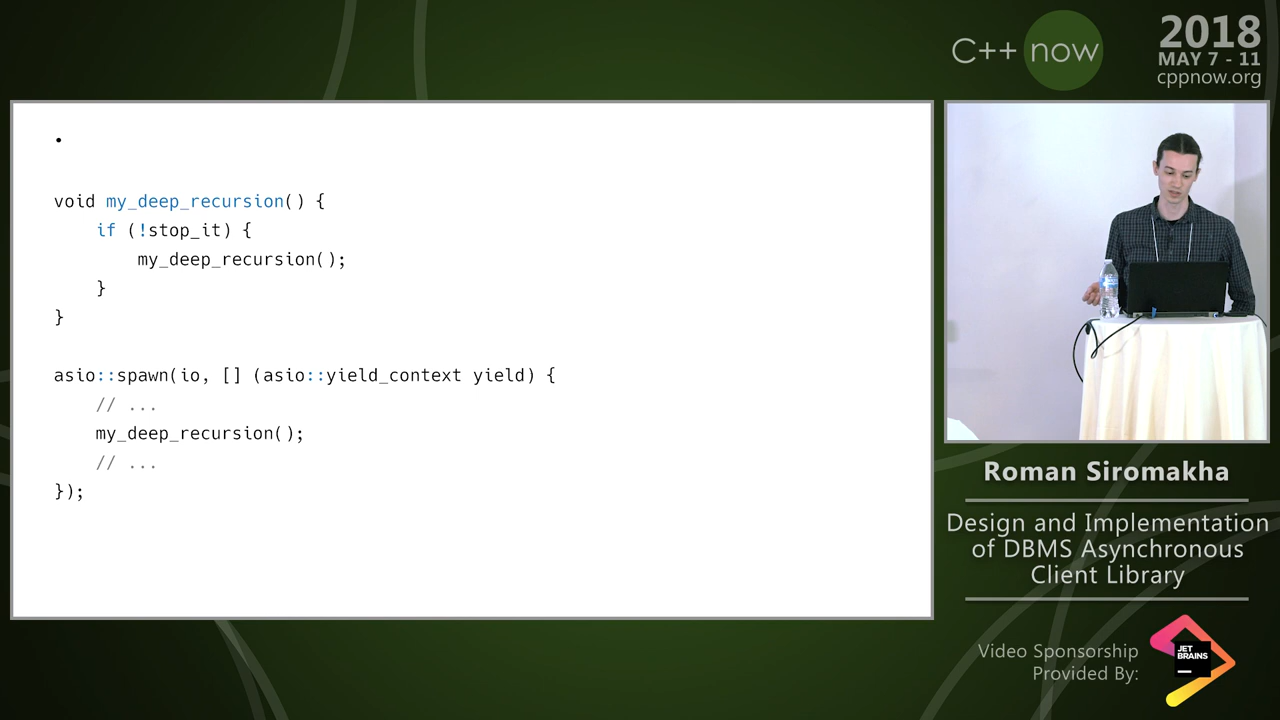 C++ now
2018
MAY 7 - 11
cppnow.org
•
void my_deep_recursion() {
    if (!stop_it) {
        my_deep_recursion();
    }
}
asio::spawn(io, [] (asio::yield_context yield) {
    // ...
    my_deep_recursion();
    // ...
});
Roman Siromakha
Design and Implementation
of DBMS Asynchronous
Client Library
Video Sponsorship
Provided By:
JET
BRAINS